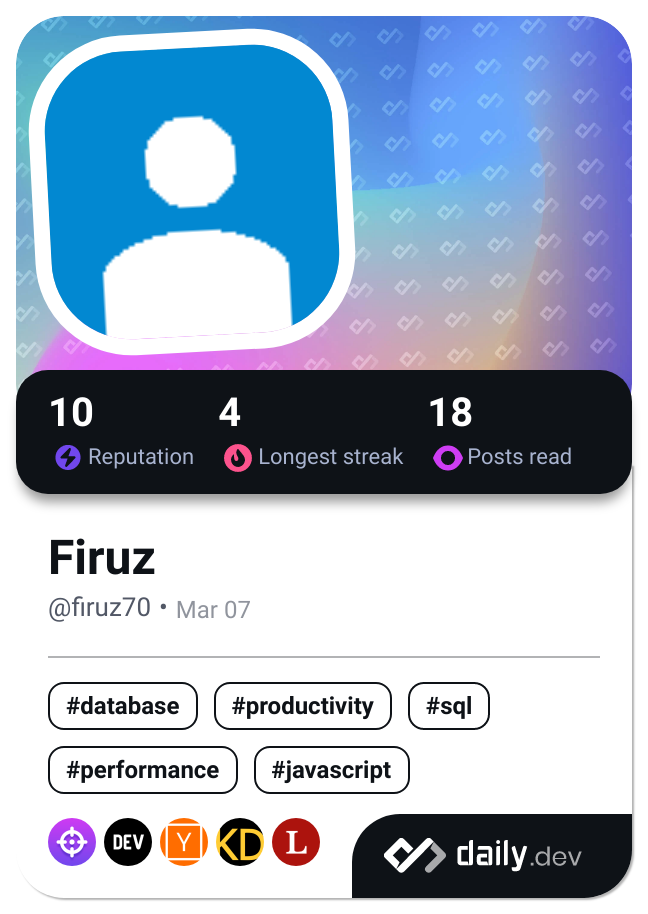 10 4 18
Reputation Longest streak Posts read
Firuz
@firuz70 • Mar 07
#database #productivity #sql
#performance #javascript
DEV Y KD L
daily.dev